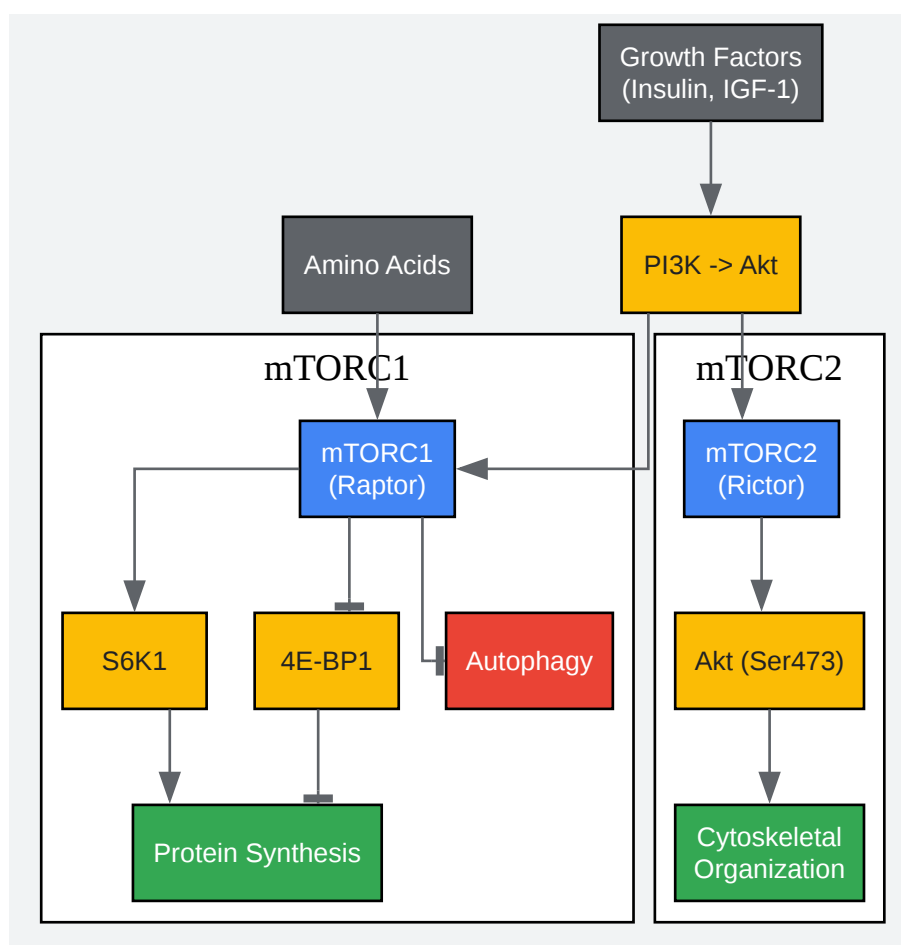 Growth Factors
(Insulin, IGF-1)
Amino Acids
PI3K -> Akt
mTORC1
mTORC2
mTORC1
(Raptor)
mTORC2
(Rictor)
S6K1
4E-BP1
Autophagy
Akt (Ser473)
Protein Synthesis
Cytoskeletal
Organization